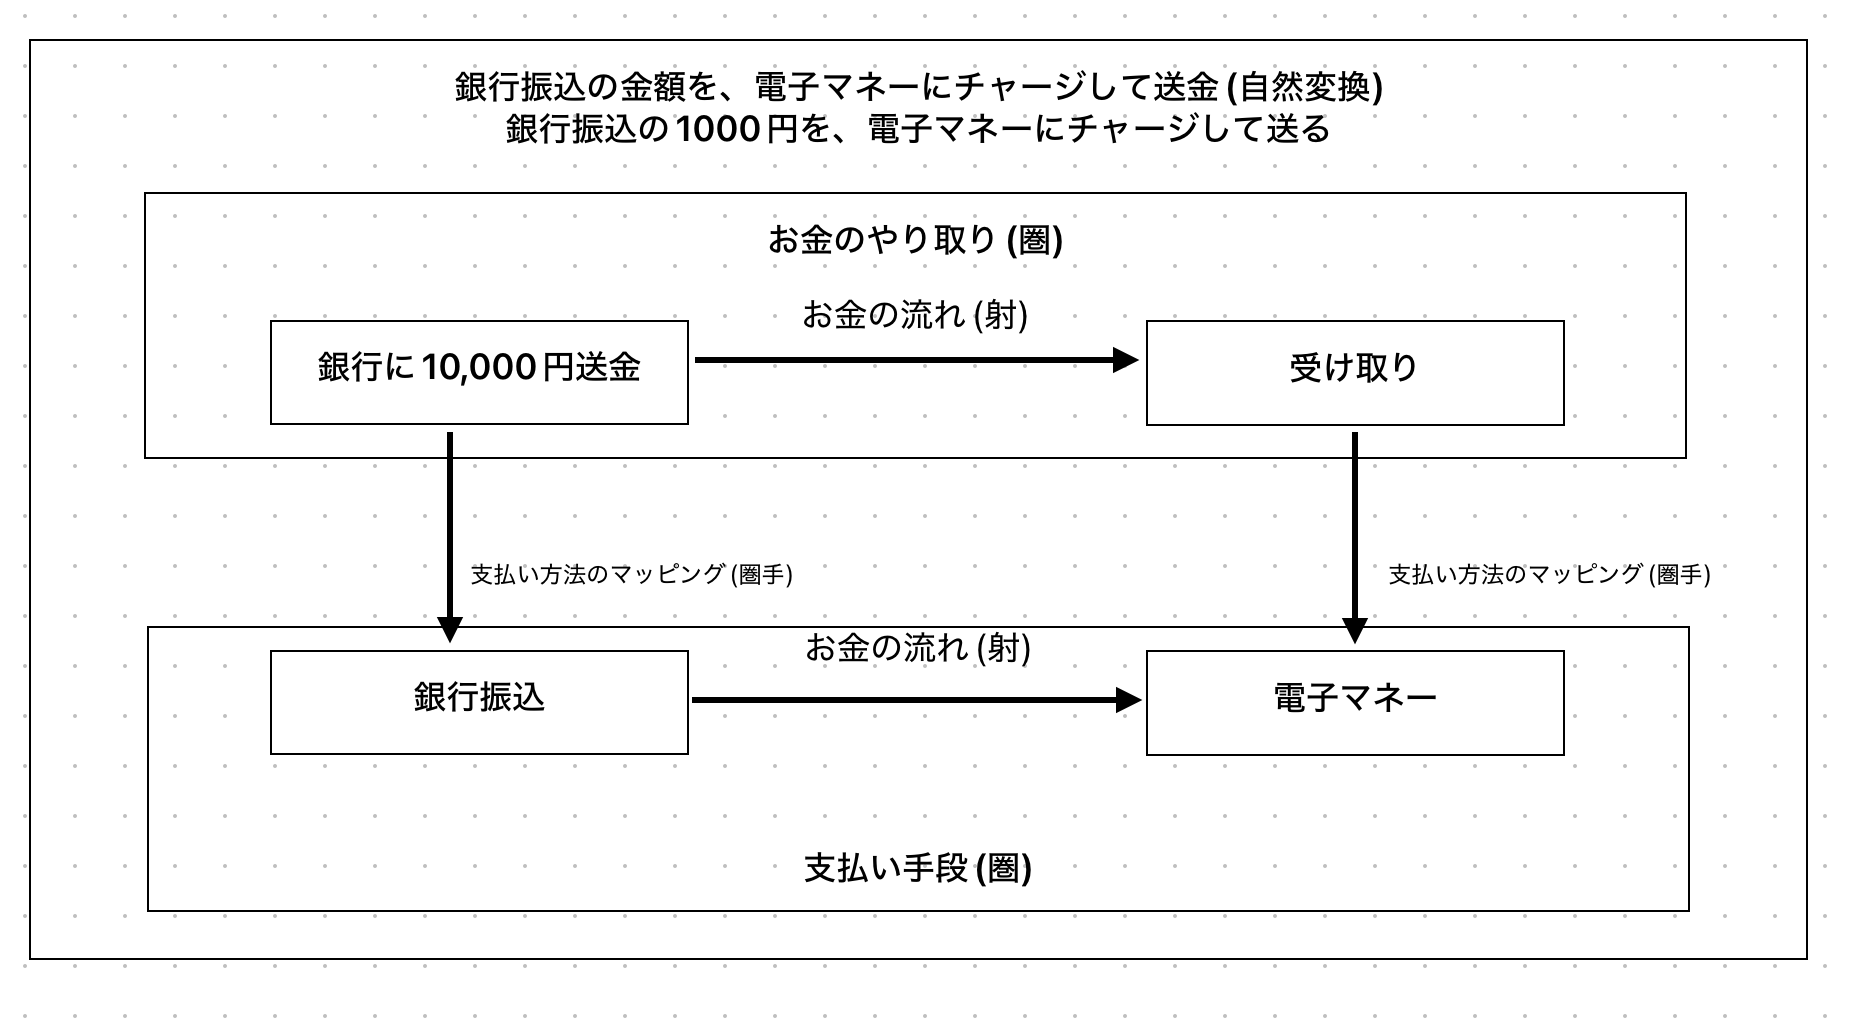 銀行振込の金額を、電子マネーにチャージして送金 (自然変換)
銀行振込の 1000 円を、電子マネーにチャージして送る
お金のやり取り (圏)
お金の流れ (射)
銀行に 10,000 円送金
受け取り
支払い方法のマッピング (圏手)
支払い方法のマッピング (圏手)
お金の流れ (射)
銀行振込
電子マネー
支払い手段 (圏)